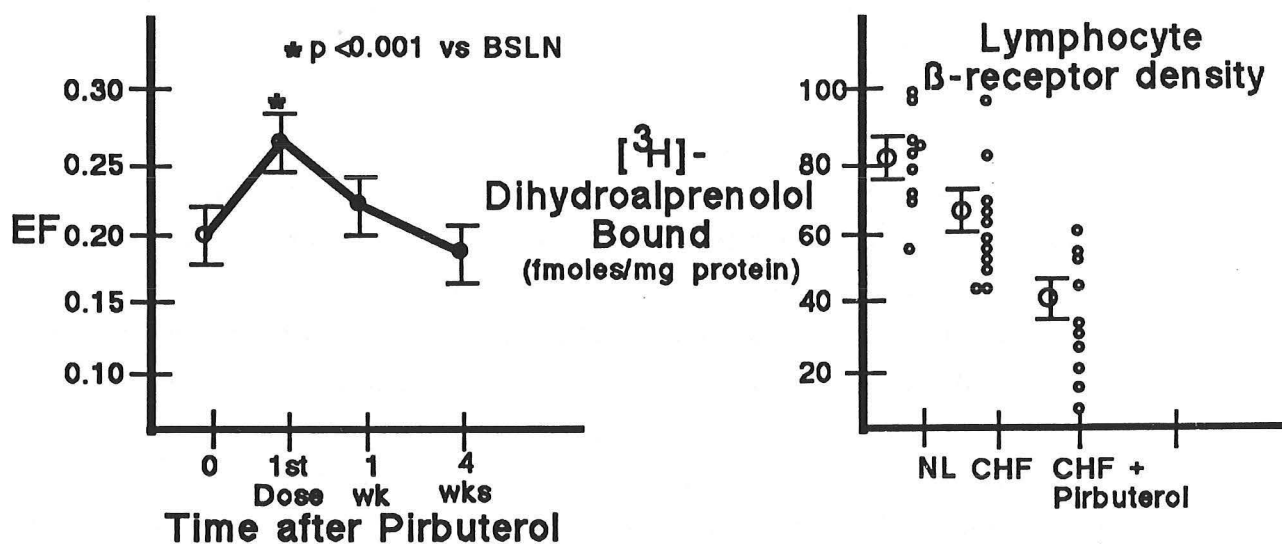 * p <0.001 vs BSLN
0.30
0.25
EF 0.20
0.15
0.10
0
1st Dose
1 wk
4 wks
Time after Pirbuterol
[³H]-
Dihydroalprenolol
Bound
(fmoles/mg protein)
Lymphocyte
ß-receptor density
100
80
60
40
20
NL CHF CHF +
Pirbuterol